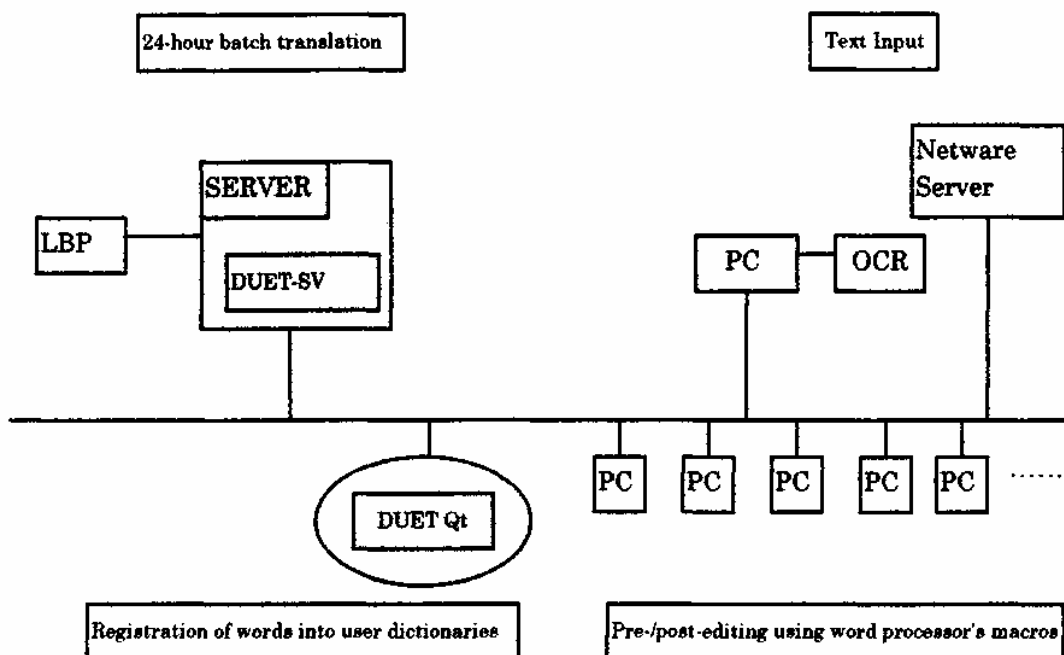 24-hour batch translation
Text Input
Netware
Server
SERVER
LBP
DUET-SV
PC
OCR
PC
PC
PC
PC
PC
DUET Qt
Registration of words into user dictionaries
Pre-/post-editing using word processor's macros